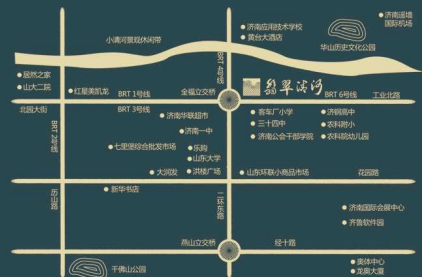 济南遥墙
国际机场
济南应用技术学校
黄台大酒店
小清河景观休闲带
华山历史文化公园
BRT 4号线
居然之家
山大二院
红星美凯龙
翡翠滨河
BRT 1号线
全福立交桥
BRT 6号线
工业北路
北园大街
BRT 3号线
济南华联超市
客车厂小学
济钢高中
三十四中
农科附小
济南一中
济南公会干部学院
农科院幼儿园
BRT 2号线
七里堡综合批发市场
乐购
山东大学
大润发
洪楼广场
山东环联小商品市场
花园路
新华书店
历山路
二环东路
济南国际会展中心
齐鲁软件园
燕山立交桥
经十路
千佛山公园
奥体中心
龙奥大厦